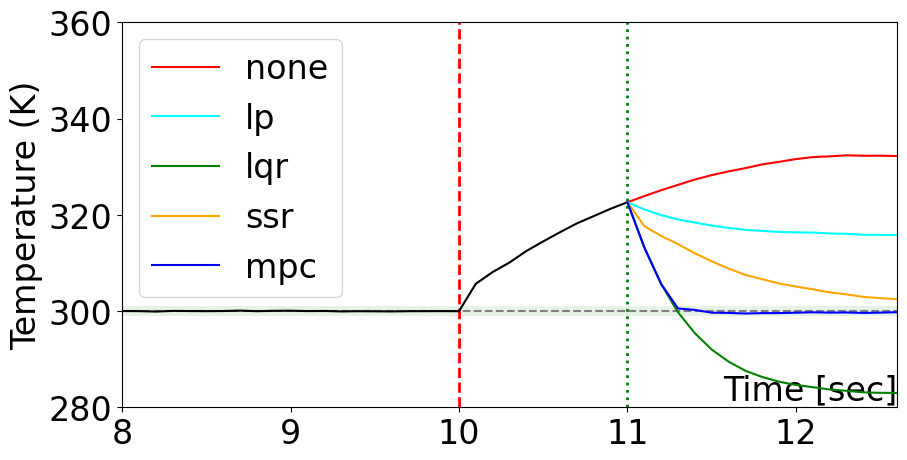 Temperature (K)
360
340
320
300
280
none
lp
lqr
ssr
mpc
Time [sec]
8
9
10
11
12